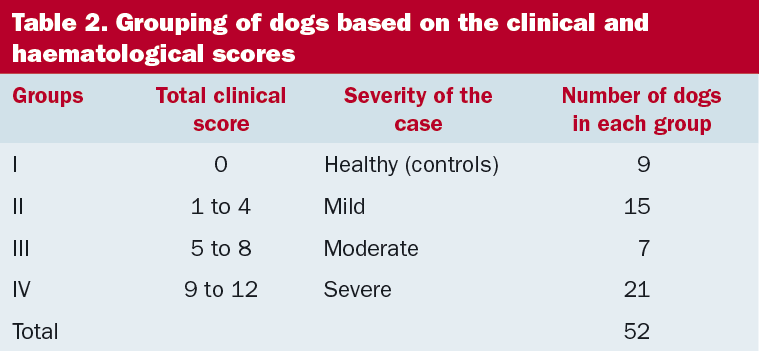 Table 2. Grouping of dogs based on the clinical and
haematological scores
Groups Total clinical score Severity of the case Number of dogs in each group
I 0 Healthy (controls) 9
II 1 to 4 Mild 15
III 5 to 8 Moderate 7
IV 9 to 12 Severe 21
Total 52